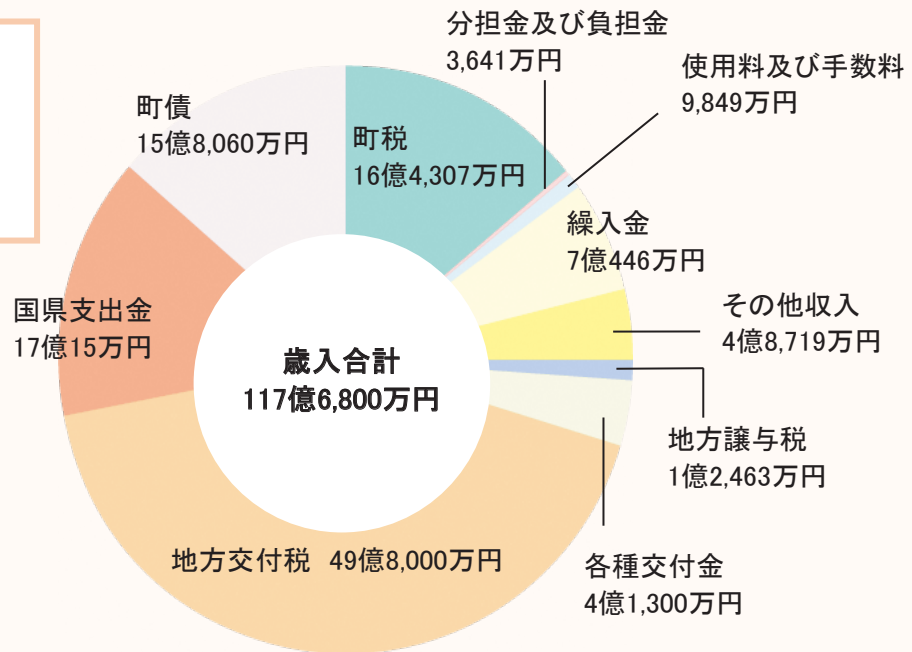 分担金及び負担金
3,641万円
使用料及び手数料
9,849万円
町債
15億8,060万円
町税
16億4,307万円
繰入金
7億446万円
国県支出金
17億15万円
その他収入
4億8,719万円
歳入合計
117億6,800万円
地方譲与税
1億2,463万円
地方交付税 49億8,000万円
各種交付金
4億1,300万円